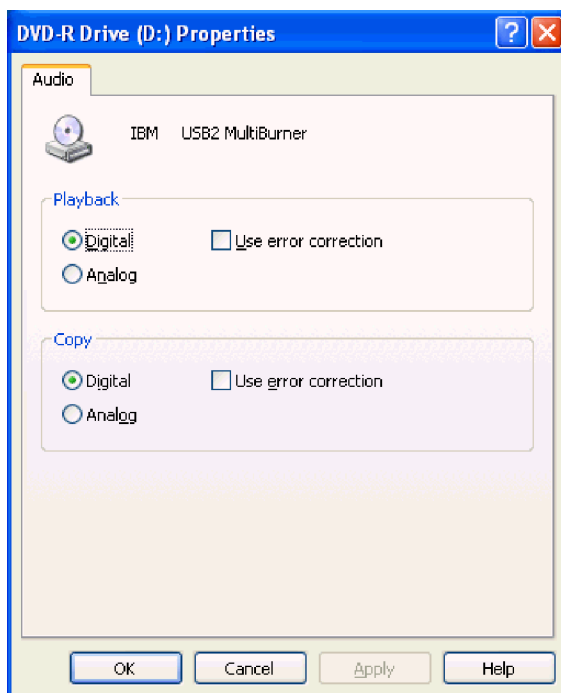 DVD-R Drive (D:) Properties
Audio
IBM USB2 MultiBurner
Playback
Digital Use error correction
Analog
Copy
Digital Use error correction
Analog
OK Cancel Apply Help